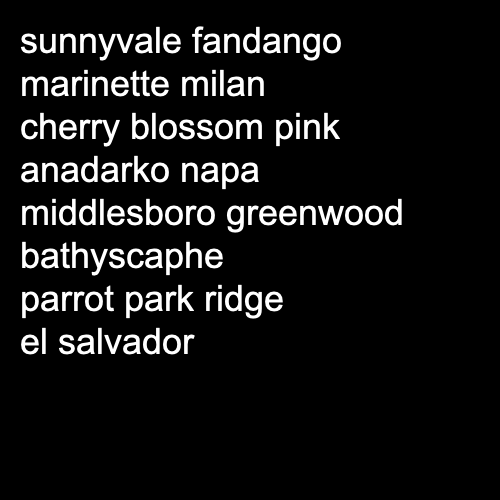 sunnyvale fandango
marinette milan
cherry blossom pink
anadarko napa
middlesboro greenwood
bathyscaphe
parrot park ridge
el salvador